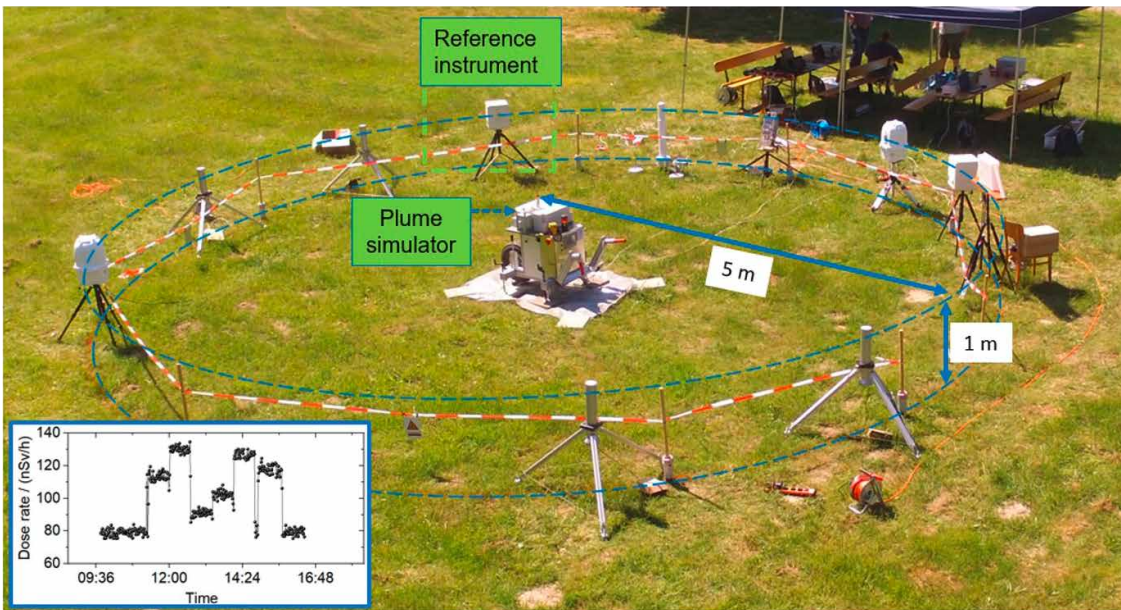 Reference
instrument
Plume
simulator
5 m
1 m
Dose rate / (nSv/h)
140
120
100
80
60
09:36 12:00 14:24 16:48
Time